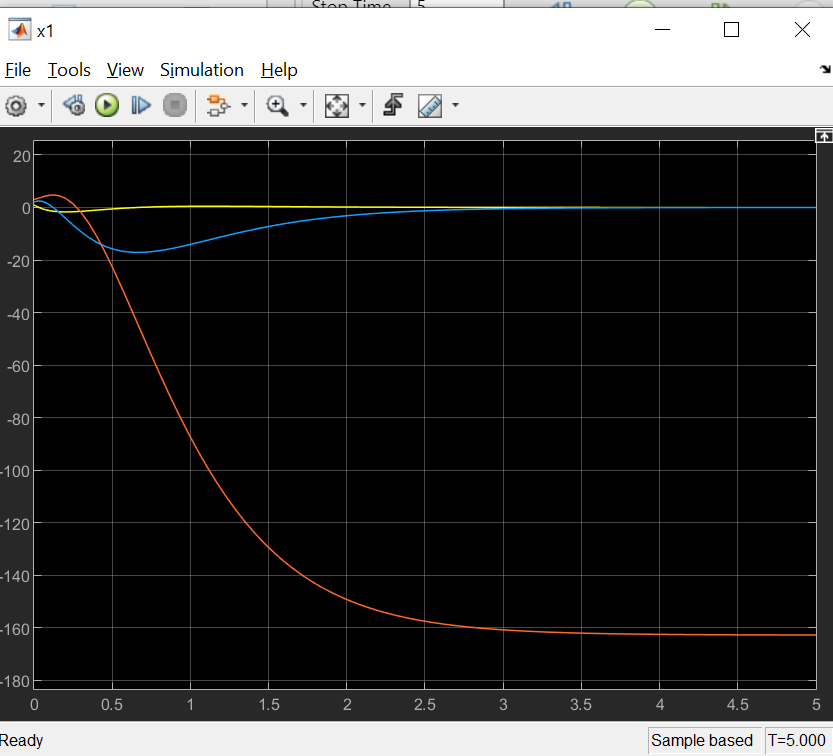 Stop Time 5
x1
File Tools View Simulation Help
20
0
-20
-40
-60
-80
-100
-120
-140
-160
-180
0 0.5 1 1.5 2 2.5 3 3.5 4 4.5 5
Ready Sample based T=5.000